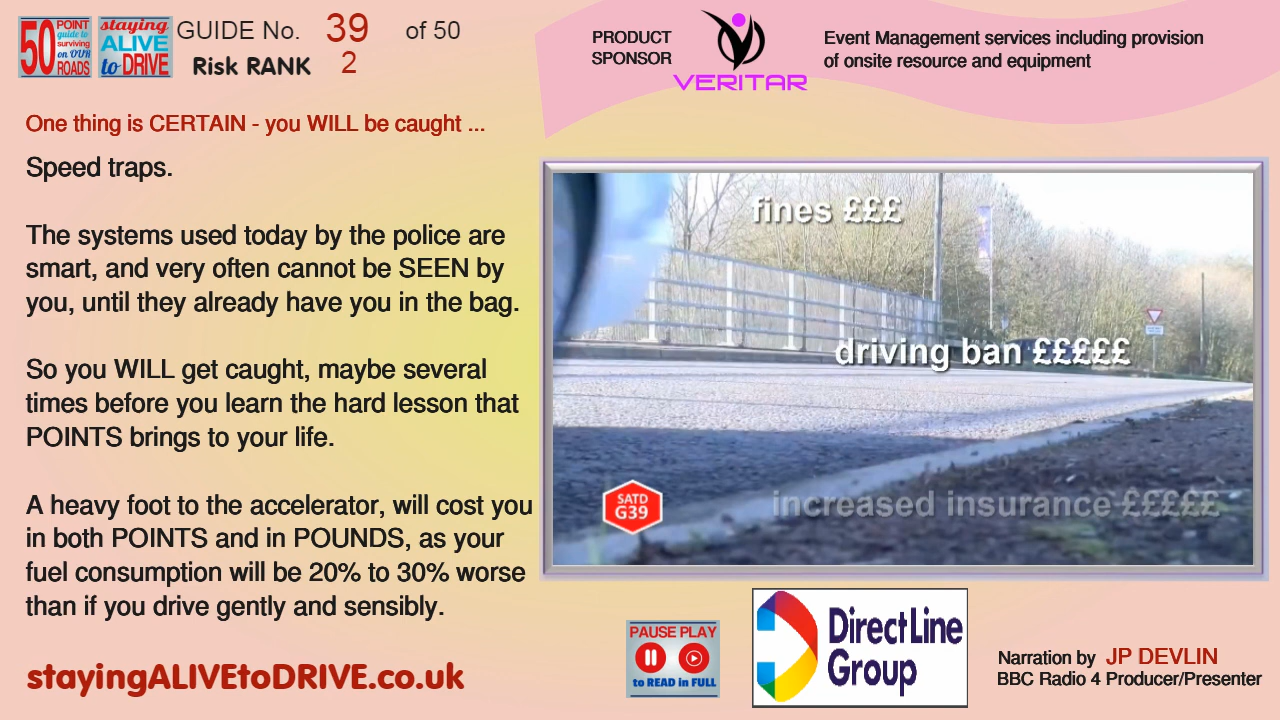 50 POINT guide to surviving on OUR ROADS
staying ALIVE to DRIVE
GUIDE No. 39 of 50
Risk RANK 2
PRODUCT SPONSOR
VERITAR
Event Management services including provision
of onsite resource and equipment
One thing is CERTAIN - you WILL be caught ...
Speed traps.
The systems used today by the police are
smart, and very often cannot be SEEN by
you, until they already have you in the bag.
So you WILL get caught, maybe several
times before you learn the hard lesson that
POINTS brings to your life.
A heavy foot to the accelerator, will cost you
in both POINTS and in POUNDS, as your
fuel consumption will be 20% to 30% worse
than if you drive gently and sensibly.
stayingALIVEtoDRIVE.co.uk
fines £££
driving ban £££££
increased insurance £££££
SATD
G39
PAUSE PLAY
to READ in FULL
Direct Line
Group
Narration by JP DEVLIN
BBC Radio 4 Producer/Presenter